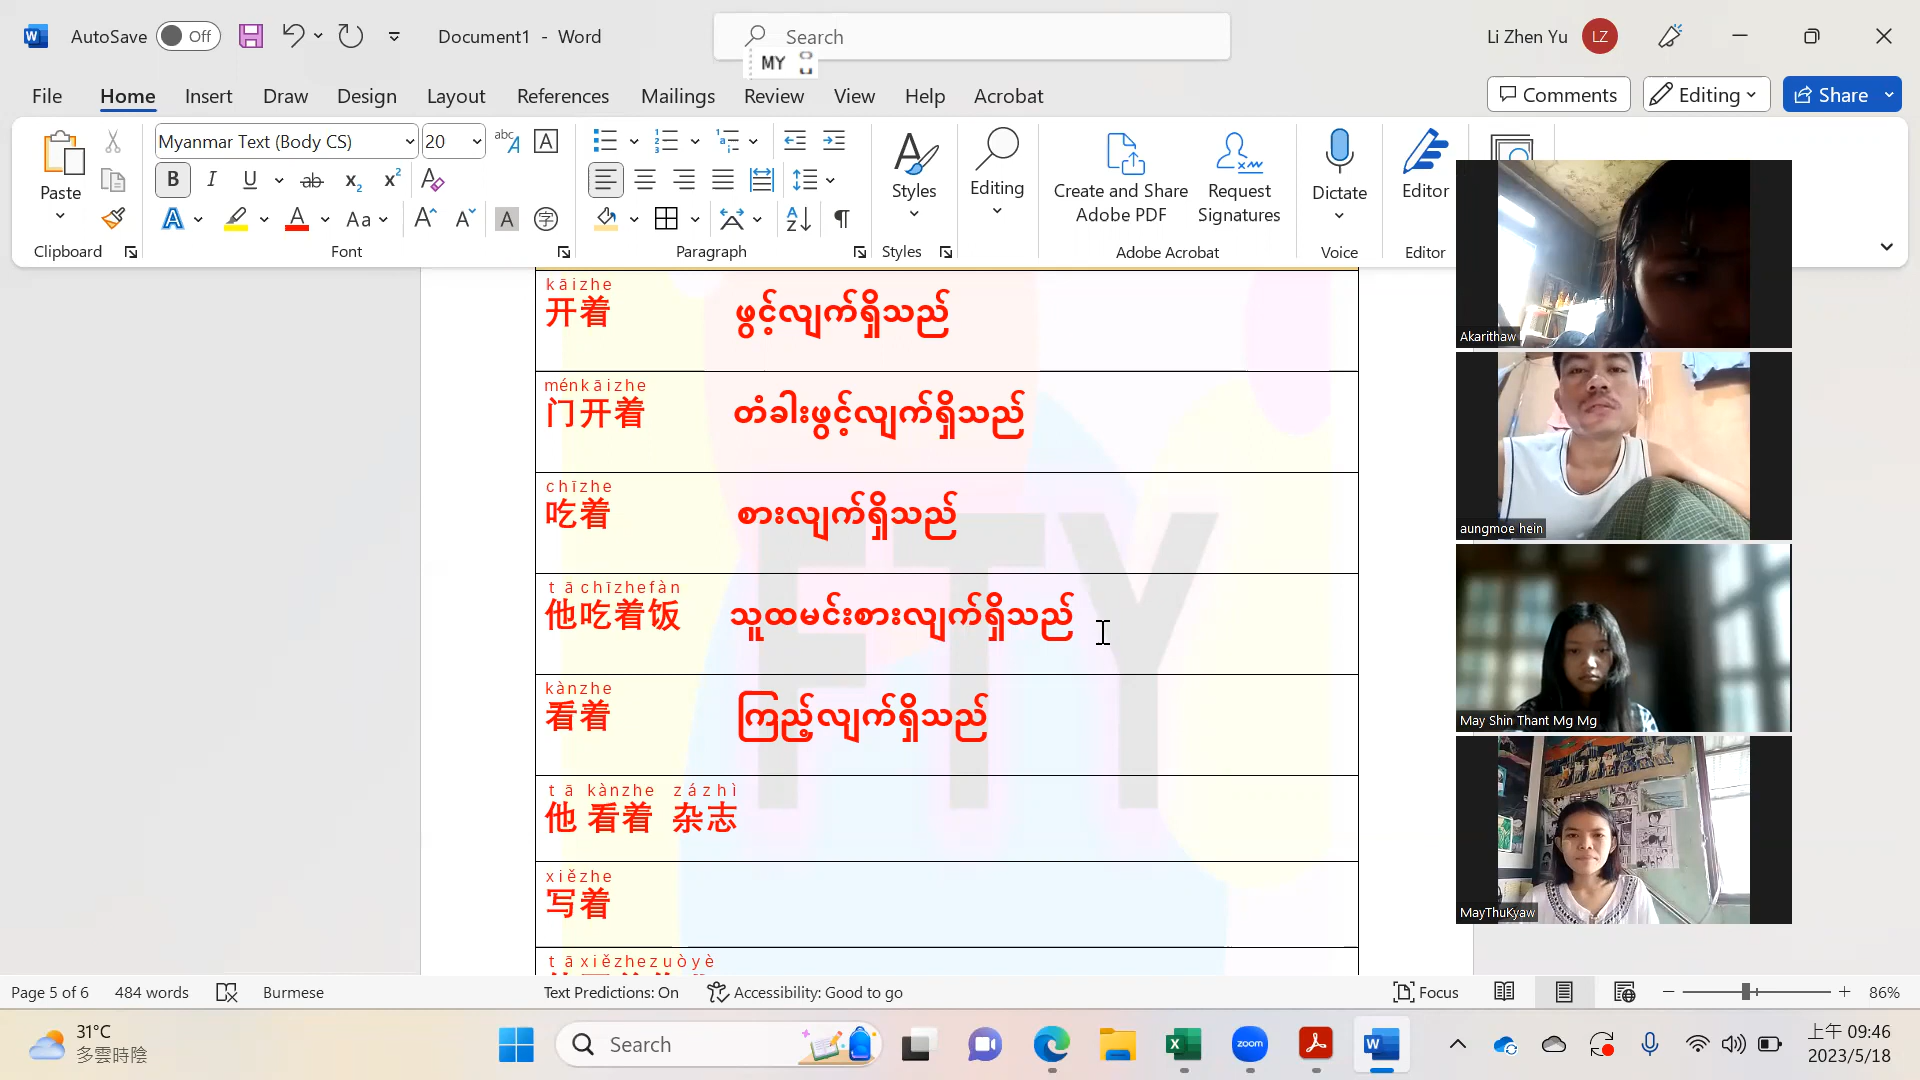 AutoSave Off Document1 - Word Search Li Zhen Yu LZ
MY
File Home Insert Draw Design Layout References Mailings Review View Help Acrobat Comments Editing Share
Myanmar Text (Body CS) 20
Paste
Styles Editing Create and Share Adobe PDF Request Signatures Dictate Editor
Clipboard Font Paragraph Styles Adobe Acrobat Voice Editor
kāizhe
开着 ဖွင့်လျက်ရှိသည်
ménkāizhe
门开着 တံခါးဖွင့်လျက်ရှိသည်
chīzhe
吃着 စားလျက်ရှိသည်
tāchīzhefàn
他吃着饭 သူထမင်းစားလျက်ရှိသည်
kànzhe
看着 ကြည့်လျက်ရှိသည်
tā kànzhe zázhì
他 看着 杂志
xiězhe
写着
tāxiězhezuòyè
FTY
Akarithaw
aungmoe hein
May Shin Thant Mg Mg
MayThuKyaw
Page 5 of 6 484 words Burmese Text Predictions: On Accessibility: Good to go Focus 86%
31°C
多雲時陰
Search
zoom
上午 09:46
2023/5/18